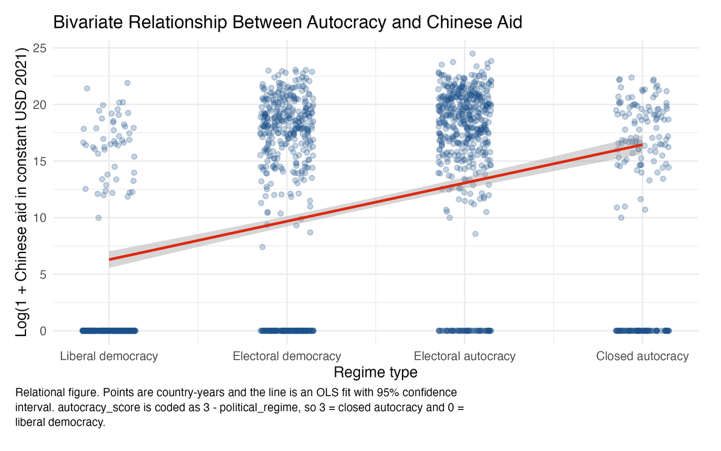 Bivariate Relationship Between Autocracy and Chinese Aid
Log(1 + Chinese aid in constant USD 2021)
25
20
15
10
5
0
Liberal democracy
Electoral democracy
Electoral autocracy
Closed autocracy
Regime type
Relational figure. Points are country-years and the line is an OLS fit with 95% confidence
interval. autocracy_score is coded as 3 - political_regime, so 3 = closed autocracy and 0 =
liberal democracy.